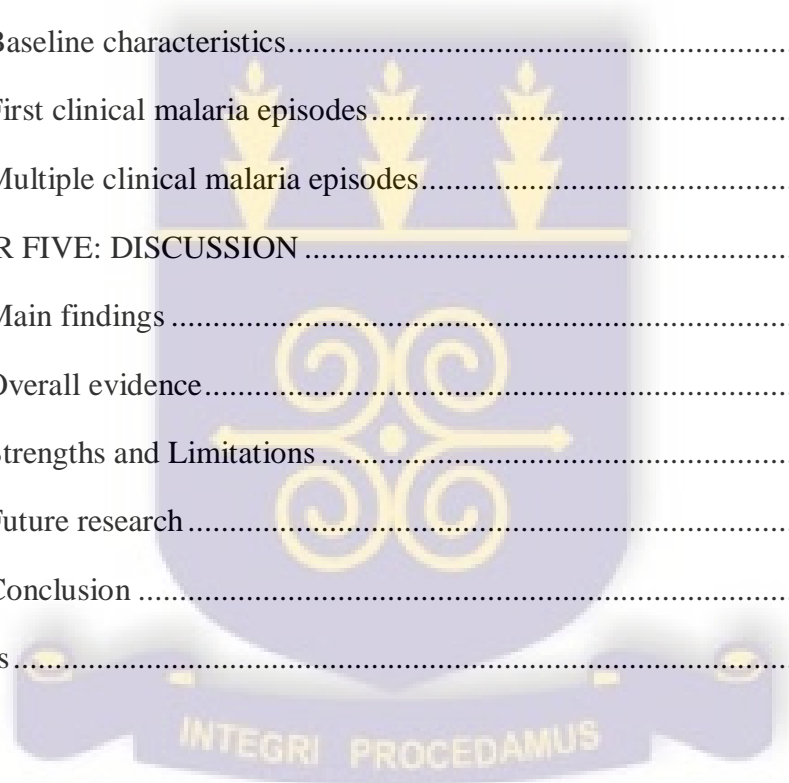 Baseline characteristics
First clinical malaria episodes
Multiple clinical malaria episodes
R FIVE: DISCUSSION
Main findings
Overall evidence
Strengths and Limitations
Future research
Conclusion
s
INTEGRI PROCEDAMUS